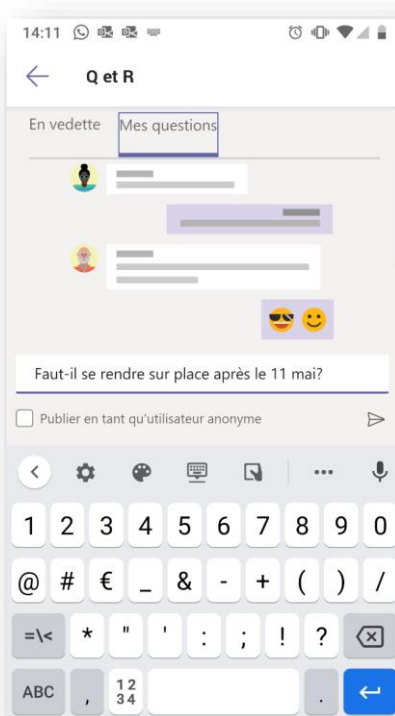 14:11
Q et R
En vedette Mes questions
Faut-il se rendre sur place après le 11 mai?
Publier en tant qu'utilisateur anonyme
1 2 3 4 5 6 7 8 9 0
@ # € _ & - + ( ) /
=\< * " ' : ; ! ?
ABC , 12 34 .